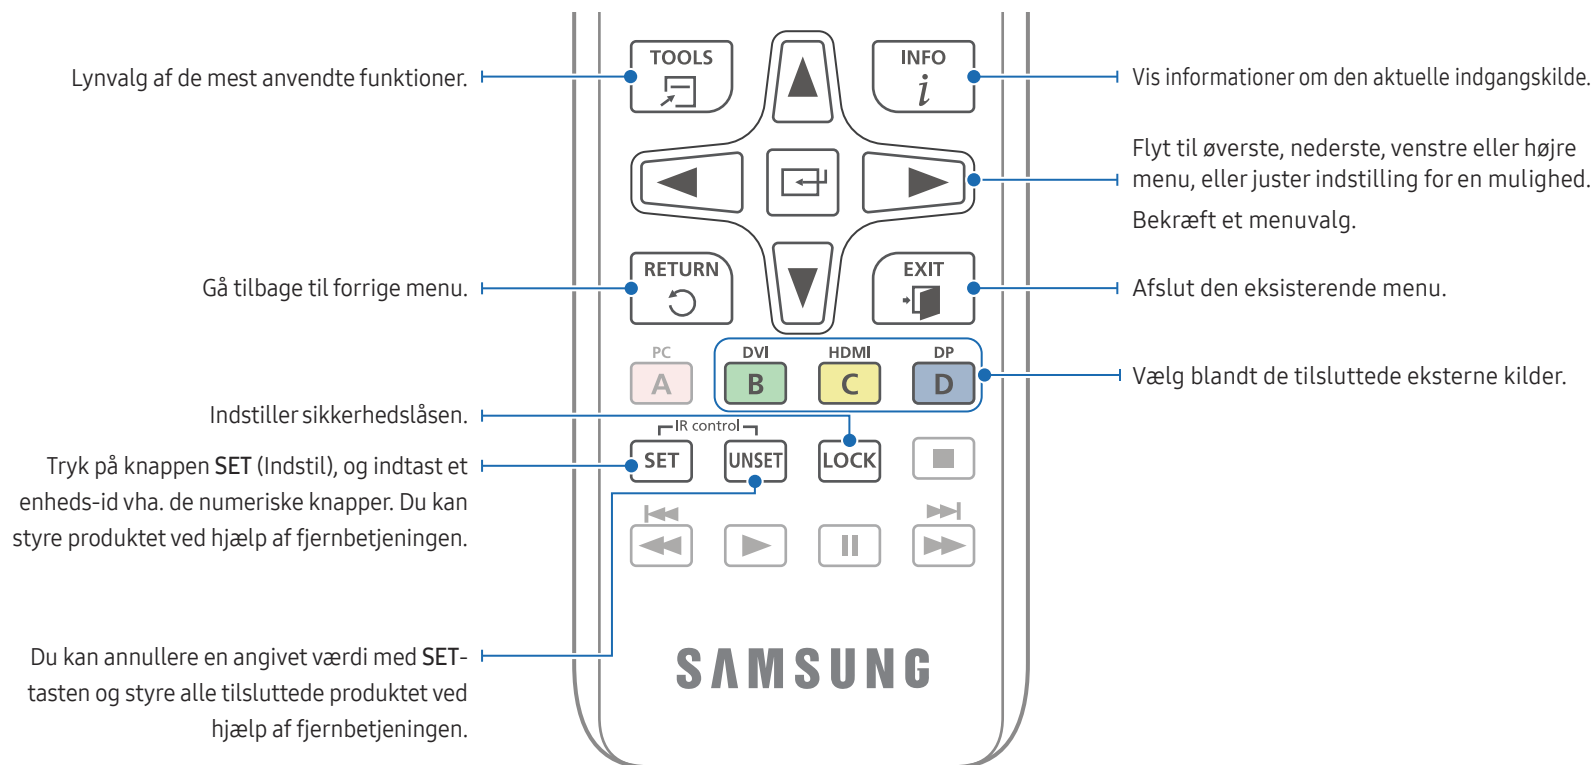 Lynvalg af de mest anvendte funktioner.
TOOLS
INFO
i
Vis informationer om den aktuelle indgangskilde.
Flyt til øverste, nederste, venstre eller højre
menu, eller juster indstilling for en mulighed.
Bekræft et menuvalg.
Gå tilbage til forrige menu.
RETURN
EXIT
Afslut den eksisterende menu.
PC
DVI
HDMI
DP
A
B
C
D
Vælg blandt de tilsluttede eksterne kilder.
Indstiller sikkerhedslåsen.
IR control
SET
UNSET
LOCK
Tryk på knappen SET (Indstil), og indtast et
enheds-id vha. de numeriske knapper. Du kan
styre produktet ved hjælp af fjernbetjeningen.
Du kan annullere en angivet værdi med SET-
tasten og styre alle tilsluttede produktet ved
hjælp af fjernbetjeningen.
SAMSUNG